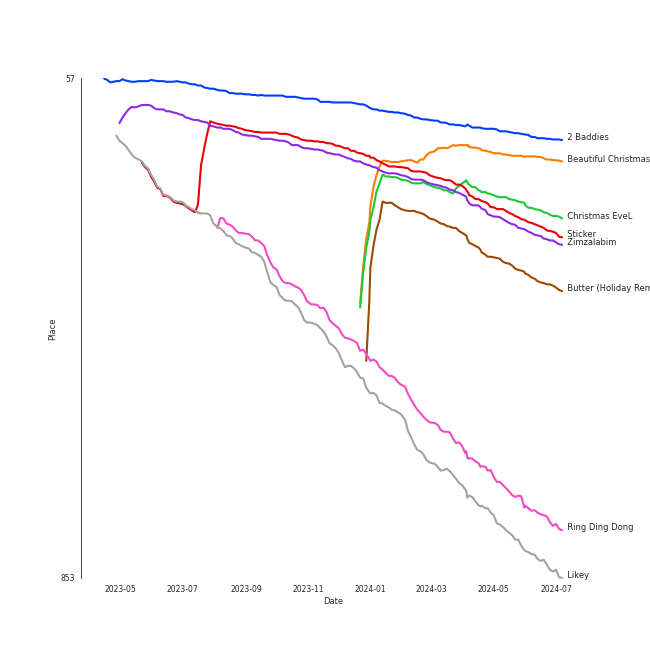 57
2 Baddies
Beautiful Christmas
Christmas EveL
Sticker
Zimzalabim
Butter (Holiday Rem
Place
Ring Ding Dong
Likey
853
2023-05 2023-07 2023-09 2023-11 2024-01 2024-03 2024-05 2024-07
Date